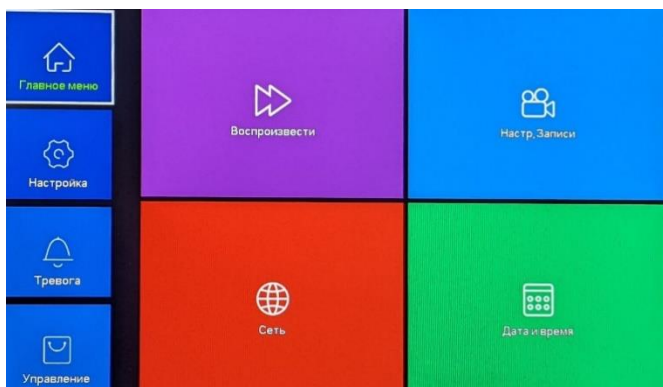 Главное меню
Воспроизвести
Настр,Записи
Настройка
Тревога
Сеть
Дата и время
Управление